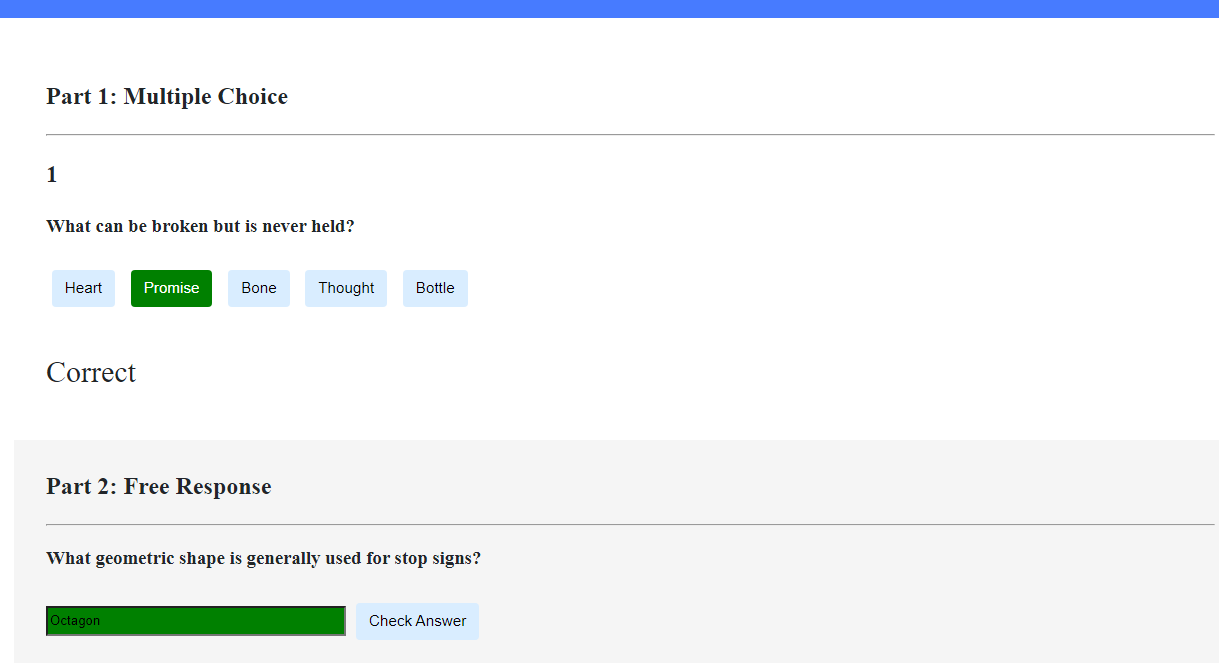 Part 1: Multiple Choice
1
What can be broken but is never held?
Heart Promise Bone Thought Bottle
Correct
Part 2: Free Response
What geometric shape is generally used for stop signs?
Octagon Check Answer